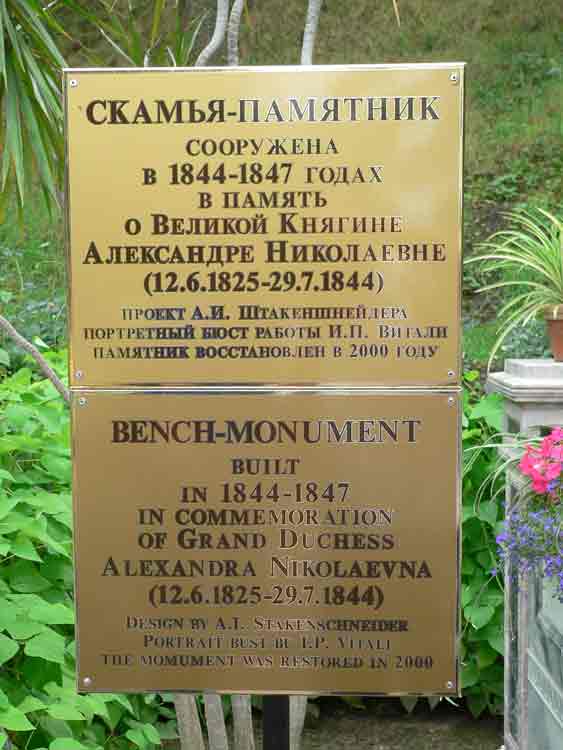 СКАМЬЯ-ПАМЯТНИК
СООРУЖЕНА
В 1844-1847 ГОДАХ
В ПАМЯТЬ
О ВЕЛИКОЙ КНЯГИНЕ
АЛЕКСАНДРЕ НИКОЛАЕВНЕ
(12.6.1825-29.7.1844)
ПРОЕКТ А.И. ШТАКЕНШНЕЙДЕРА
ПОРТРЕТНЫЙ БЮСТ РАБОТЫ И.П. ВИТАЛИ
ПАМЯТНИК ВОССТАНОВЛЕН В 2000 ГОДУ
BENCH-MONUMENT
BUILT
IN 1844-1847
IN COMMEMORATION
OF GRAND DUCHESS
ALEXANDRA NIKOLAEVNA
(12.6.1825-29.7.1844)
DESIGN BY A.I. STAKENSCHNEIDER
PORTRAIT BUST BU I.P. VITALI
THE MOMUMENT WAS RESTORED IN 2000